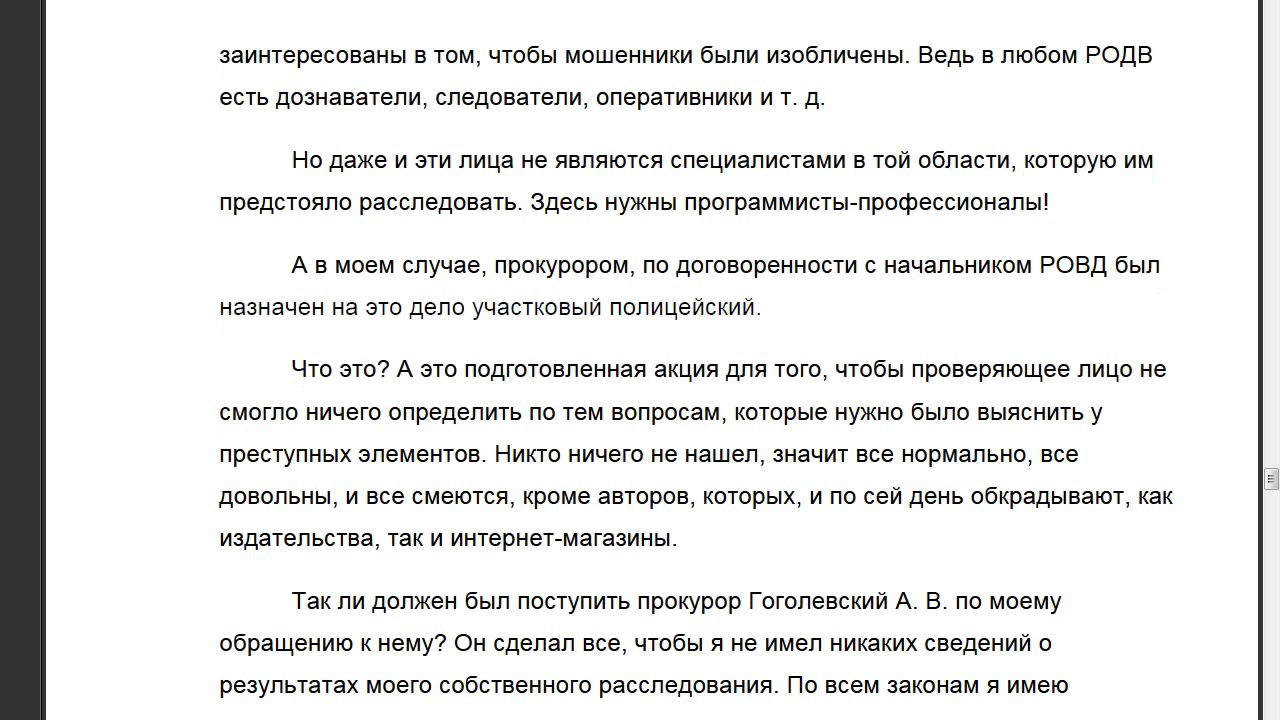 заинтересованы в том, чтобы мошенники были изобличены. Ведь в любом РОДВ
есть дознаватели, следователи, оперативники и т. д.
Но даже и эти лица не являются специалистами в той области, которую им
предстояло расследовать. Здесь нужны программисты-профессионалы!
А в моем случае, прокурором, по договоренности с начальником РОВД был
назначен на это дело участковый полицейский.
Что это? А это подготовленная акция для того, чтобы проверяющее лицо не
смогло ничего определить по тем вопросам, которые нужно было выяснить у
преступных элементов. Никто ничего не нашел, значит все нормально, все
довольны, и все смеются, кроме авторов, которых, и по сей день обкрадывают, как
издательства, так и интернет-магазины.
Так ли должен был поступить прокурор Гоголевский А. В. по моему
обращению к нему? Он сделал все, чтобы я не имел никаких сведений о
результатах моего собственного расследования. По всем законам я имею